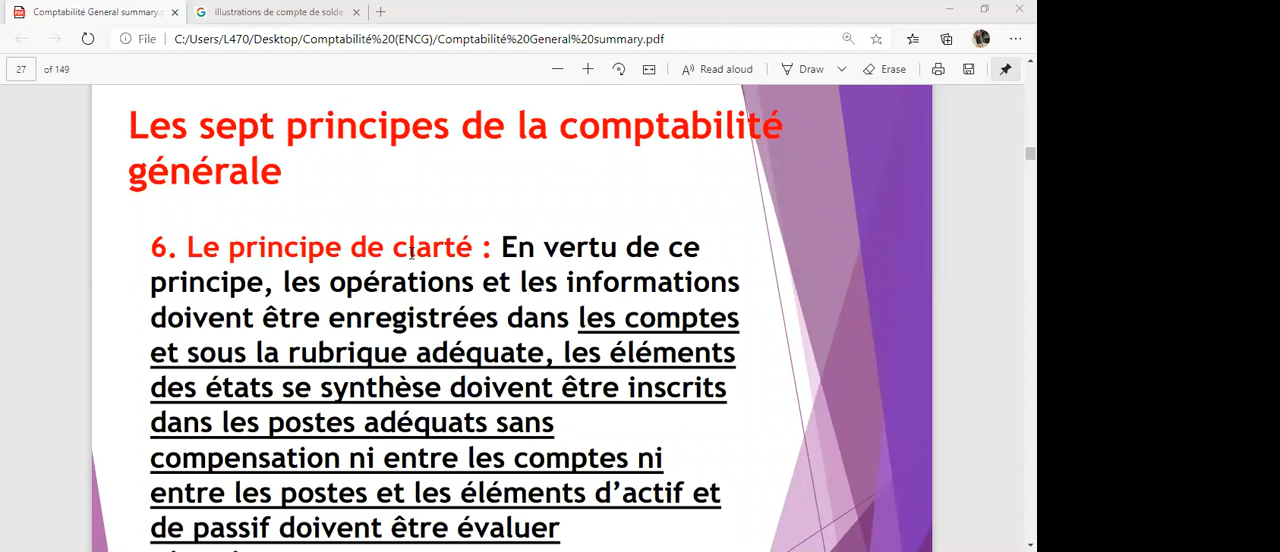 Comptabilité General summary.p
illustrations de compte de solde
File
C:/Users/L470/Desktop/Comptabilité%20(ENCG)/Comptabilité%20General%20summary.pdf
27 of 149
Read aloud
Draw
Erase
Les sept principes de la comptabilité
générale
6. Le principe de clarté : En vertu de ce
principe, les opérations et les informations
doivent être enregistrées dans les comptes
et sous la rubrique adéquate, les éléments
des états se synthèse doivent être inscrits
dans les postes adéquats sans
compensation ni entre les comptes ni
entre les postes et les éléments d’actif et
de passif doivent être évaluer